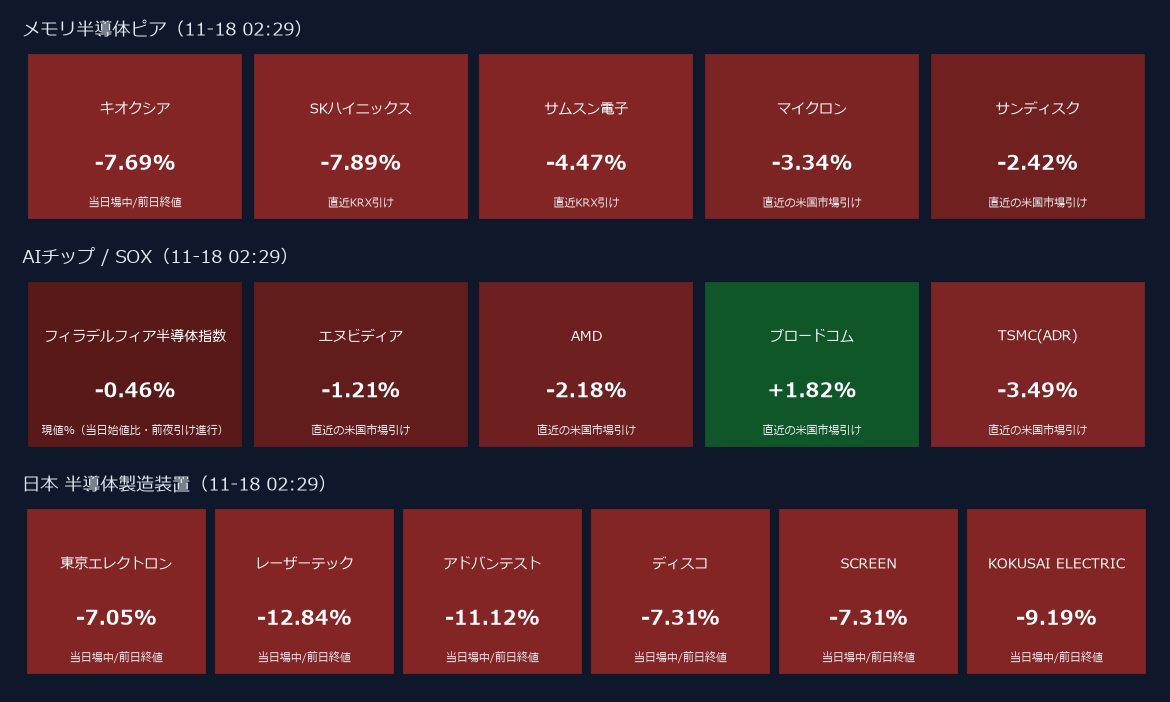 メモリ半導体ピア（11-18 02:29）
キオクシア
-7.69%
当日場中/前日終値
SKハイニックス
-7.89%
直近KRX引け
サムスン電子
-4.47%
直近KRX引け
マイクロン
-3.34%
直近の米国市場引け
サンディスク
-2.42%
直近の米国市場引け
AIチップ / SOX（11-18 02:29）
フィラデルフィア半導体指数
-0.46%
現値%（当日始値比・前夜引け進行）
エヌビディア
-1.21%
直近の米国市場引け
AMD
-2.18%
直近の米国市場引け
ブロードコム
+1.82%
直近の米国市場引け
TSMC(ADR)
-3.49%
直近の米国市場引け
日本 半導体製造装置（11-18 02:29）
東京エレクトロン
-7.05%
当日場中/前日終値
レーザーテック
-12.84%
当日場中/前日終値
アドバンテスト
-11.12%
当日場中/前日終値
ディスコ
-7.31%
当日場中/前日終値
SCREEN
-7.31%
当日場中/前日終値
KOKUSAI ELECTRIC
-9.19%
当日場中/前日終値